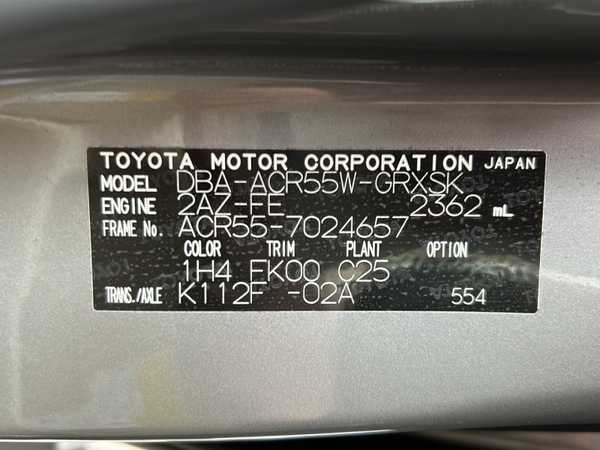 TOYOTA MOTOR CORPORATION JAPAN
MODEL DBA-ACR55W-GRXSK
ENGINE 2AZ-FE 2362 mL
FRAME No. ACR55-7024657
COLOR TRIM PLANT OPTION
1H4 FK00 C25
TRANS./AXLE K112F -02A 554